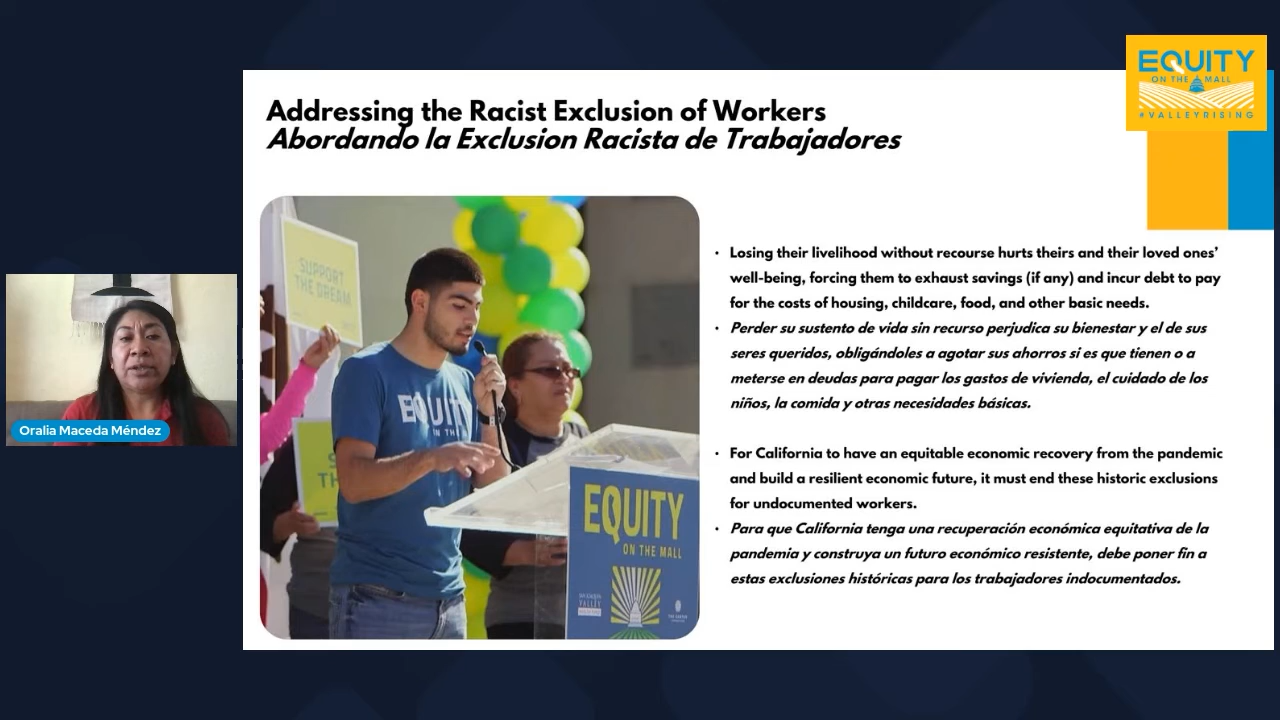 Addressing the Racist Exclusion of Workers
Abordando la Exclusion Racista de Trabajadores
EQUITY
ON THE MALL
#VALLEYRISING
SUPPORT
THE DREAM
EQUITY
IN THE
TH
EQUITY
ON THE MALL
VALLEY
• Losing their livelihood without recourse hurts theirs and their loved ones’
well-being, forcing them to exhaust savings (if any) and incur debt to pay
for the costs of housing, childcare, food, and other basic needs.
• Perder su sustento de vida sin recurso perjudica su bienestar y el de sus
seres queridos, obligándoles a agotar sus ahorros si es que tienen o a
meterse en deudas para pagar los gastos de vivienda, el cuidado de los
niños, la comida y otras necesidades básicas.
• For California to have an equitable economic recovery from the pandemic
and build a resilient economic future, it must end these historic exclusions
for undocumented workers.
• Para que California tenga una recuperación económica equitativa de la
pandemia y construya un futuro económico resistente, debe poner fin a
estas exclusiones históricas para los trabajadores indocumentados.
Oralia Maceda Méndez